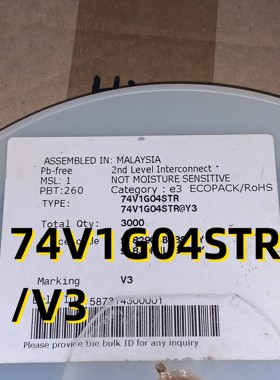 ASSEMBLED IN: MALAYSIA
Pb-free 2nd Level Interconnect
MSL: 1 NOT MOISTURE SENSITIVE
PBT:260 Category : e3 ECOPACK/RoHS
TYPE: 74V1G04STR
74V1G04STR@Y3
Total Qty: 3000
74V1G04STR
/V3
Marking V3
587314300001
Please provide the bulk ID for any inquiry